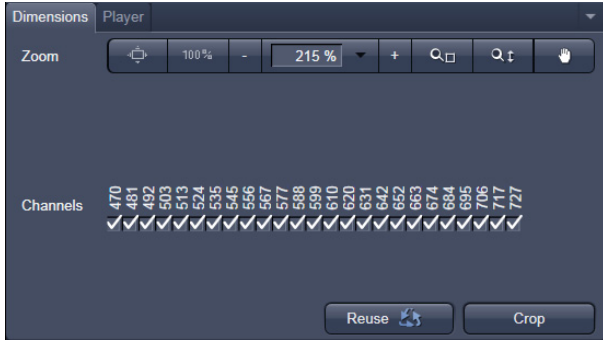 Dimensions Player
Zoom 100% - 215 % +
Channels 470 481 492 503 513 524 535 545 556 567 577 588 599 610 620 631 642 652 663 674 684 695 706 717 727
Reuse Crop